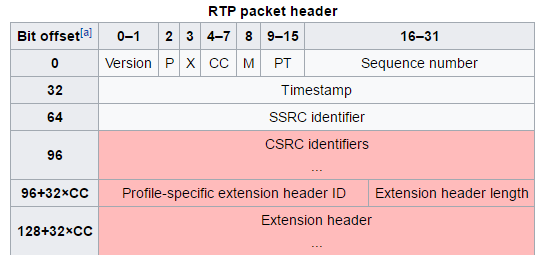 RTP packet header
Bit offset[a] 0–1 2 3 4–7 8 9–15 16–31
0 Version P X CC M PT Sequence number
32 Timestamp
64 SSRC identifier
96 CSRC identifiers
...
96+32×CC Profile-specific extension header ID Extension header length
128+32×CC Extension header
...